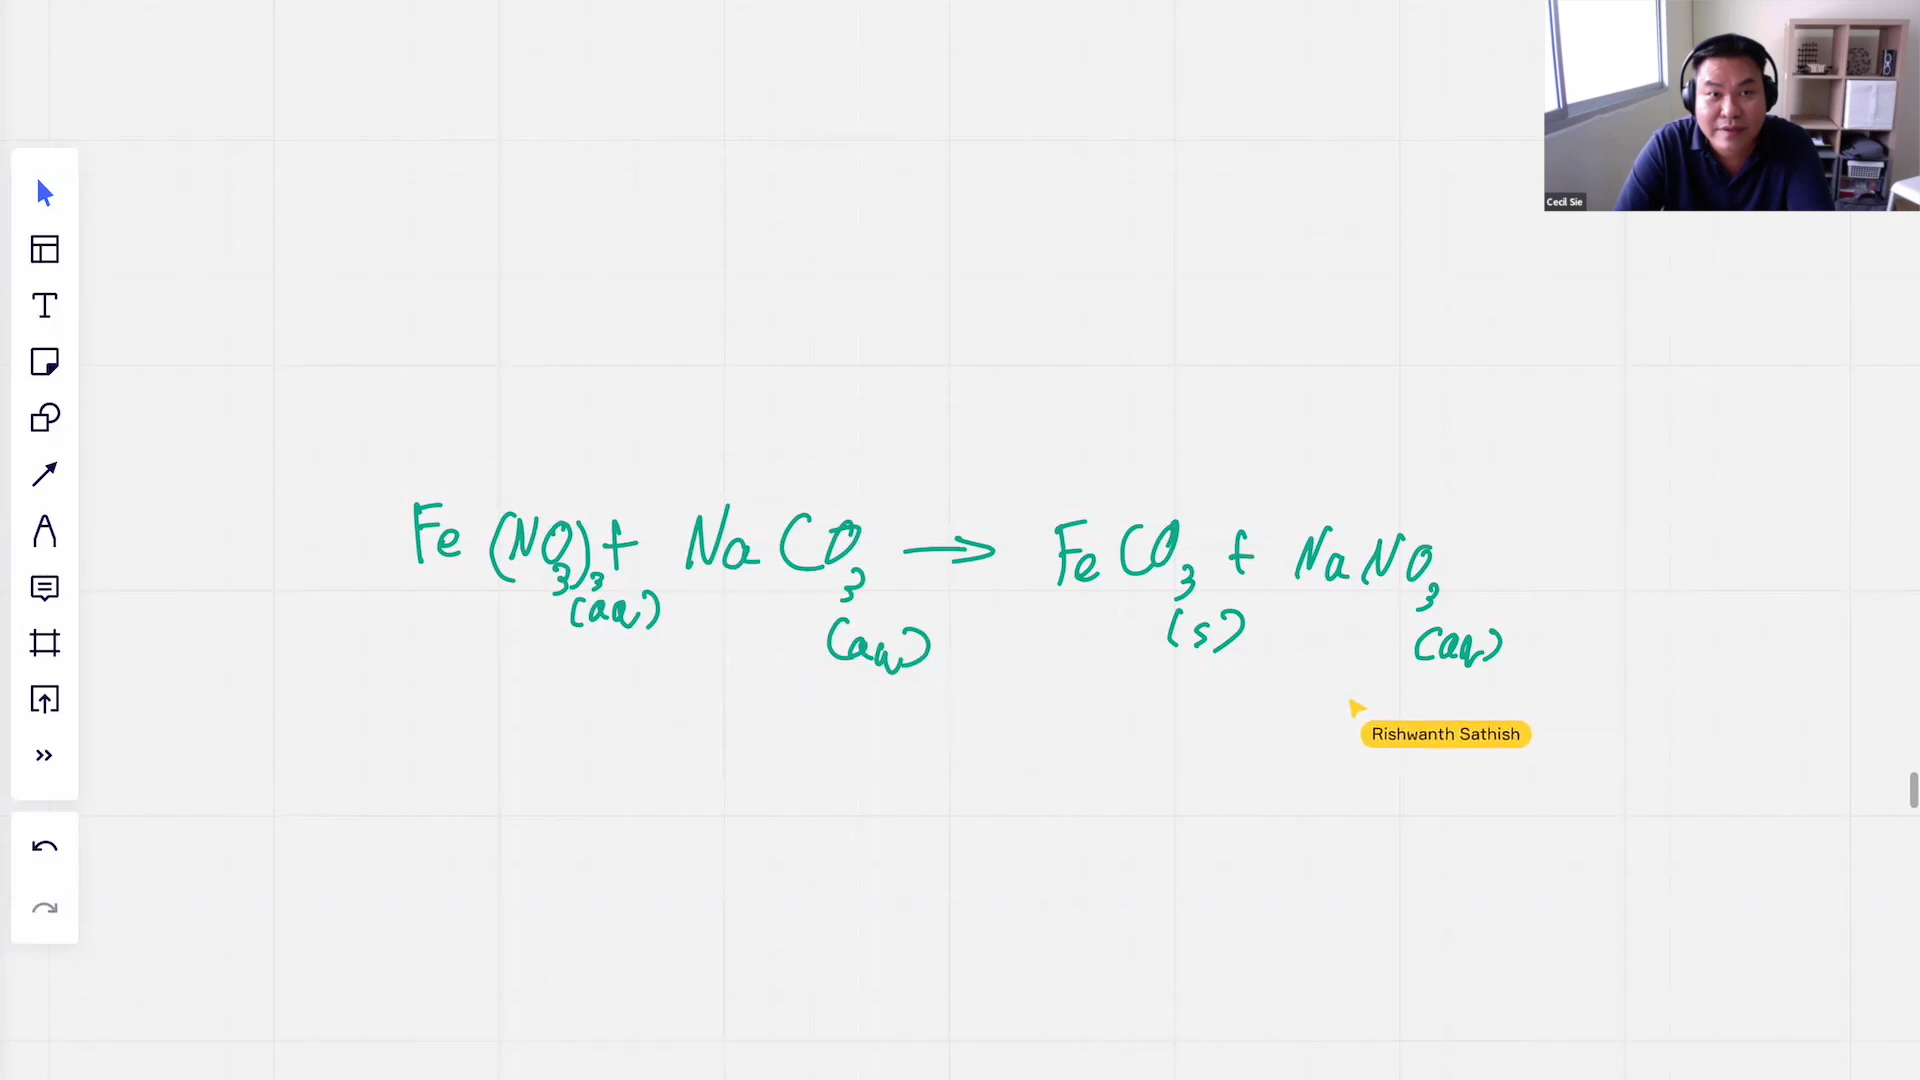 Cecil Sie
Fe(NO3)3 + NaCO3 → FeCO3 + NaNO3
(aq) (aq) (s) (aq)
Rishwanth Sathish